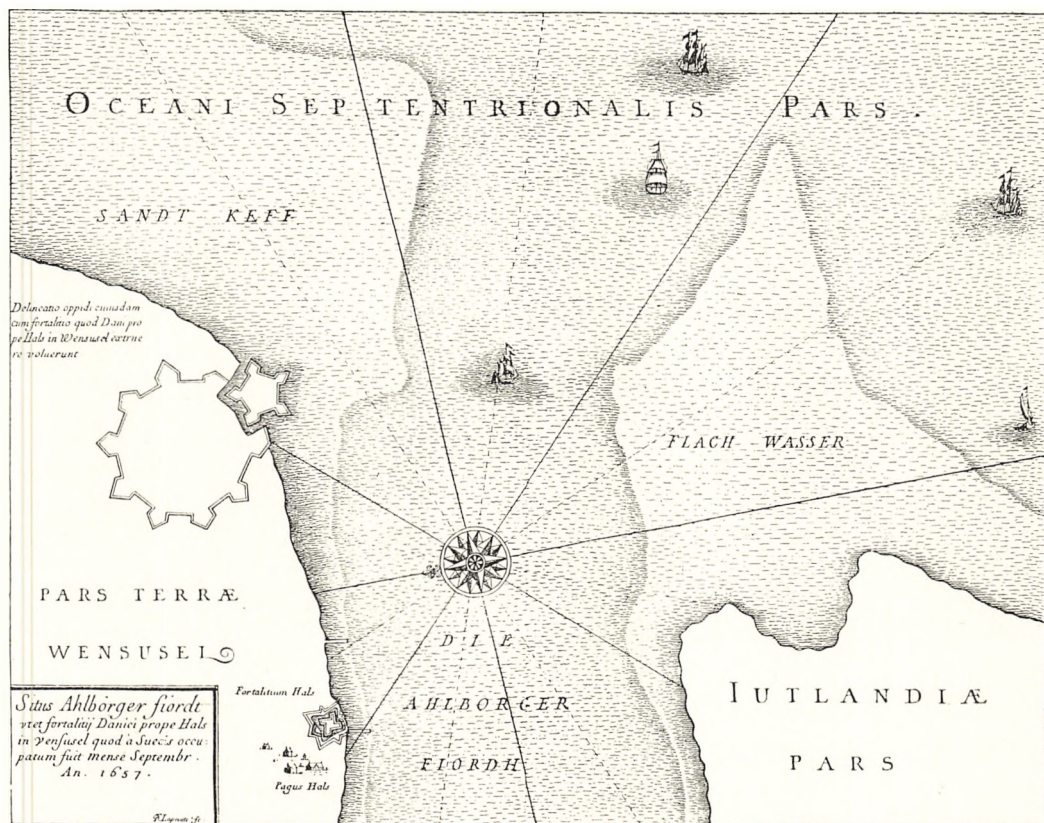 OCEANI SEPTENTRIONALIS PARS.
SANDT KEFF
Delineatio oppidi cuiusdam
cum fortalitio quod Dani pro
pe Hals in Wensusel extrue
re voluerunt
FLACH WASSER
PARS TERRÆ
WENSUSEL
DIE
AHLBORGER
FIORDH
IUTLANDIÆ
PARS
Fortalitium Hals
Pagus Hals
Situs Ahlborger fiordt
vtet fortalitij Danici prope Hals
in Vensusel quod à Suecis occu-
patum fuit mense Septembr.
An. 1657.